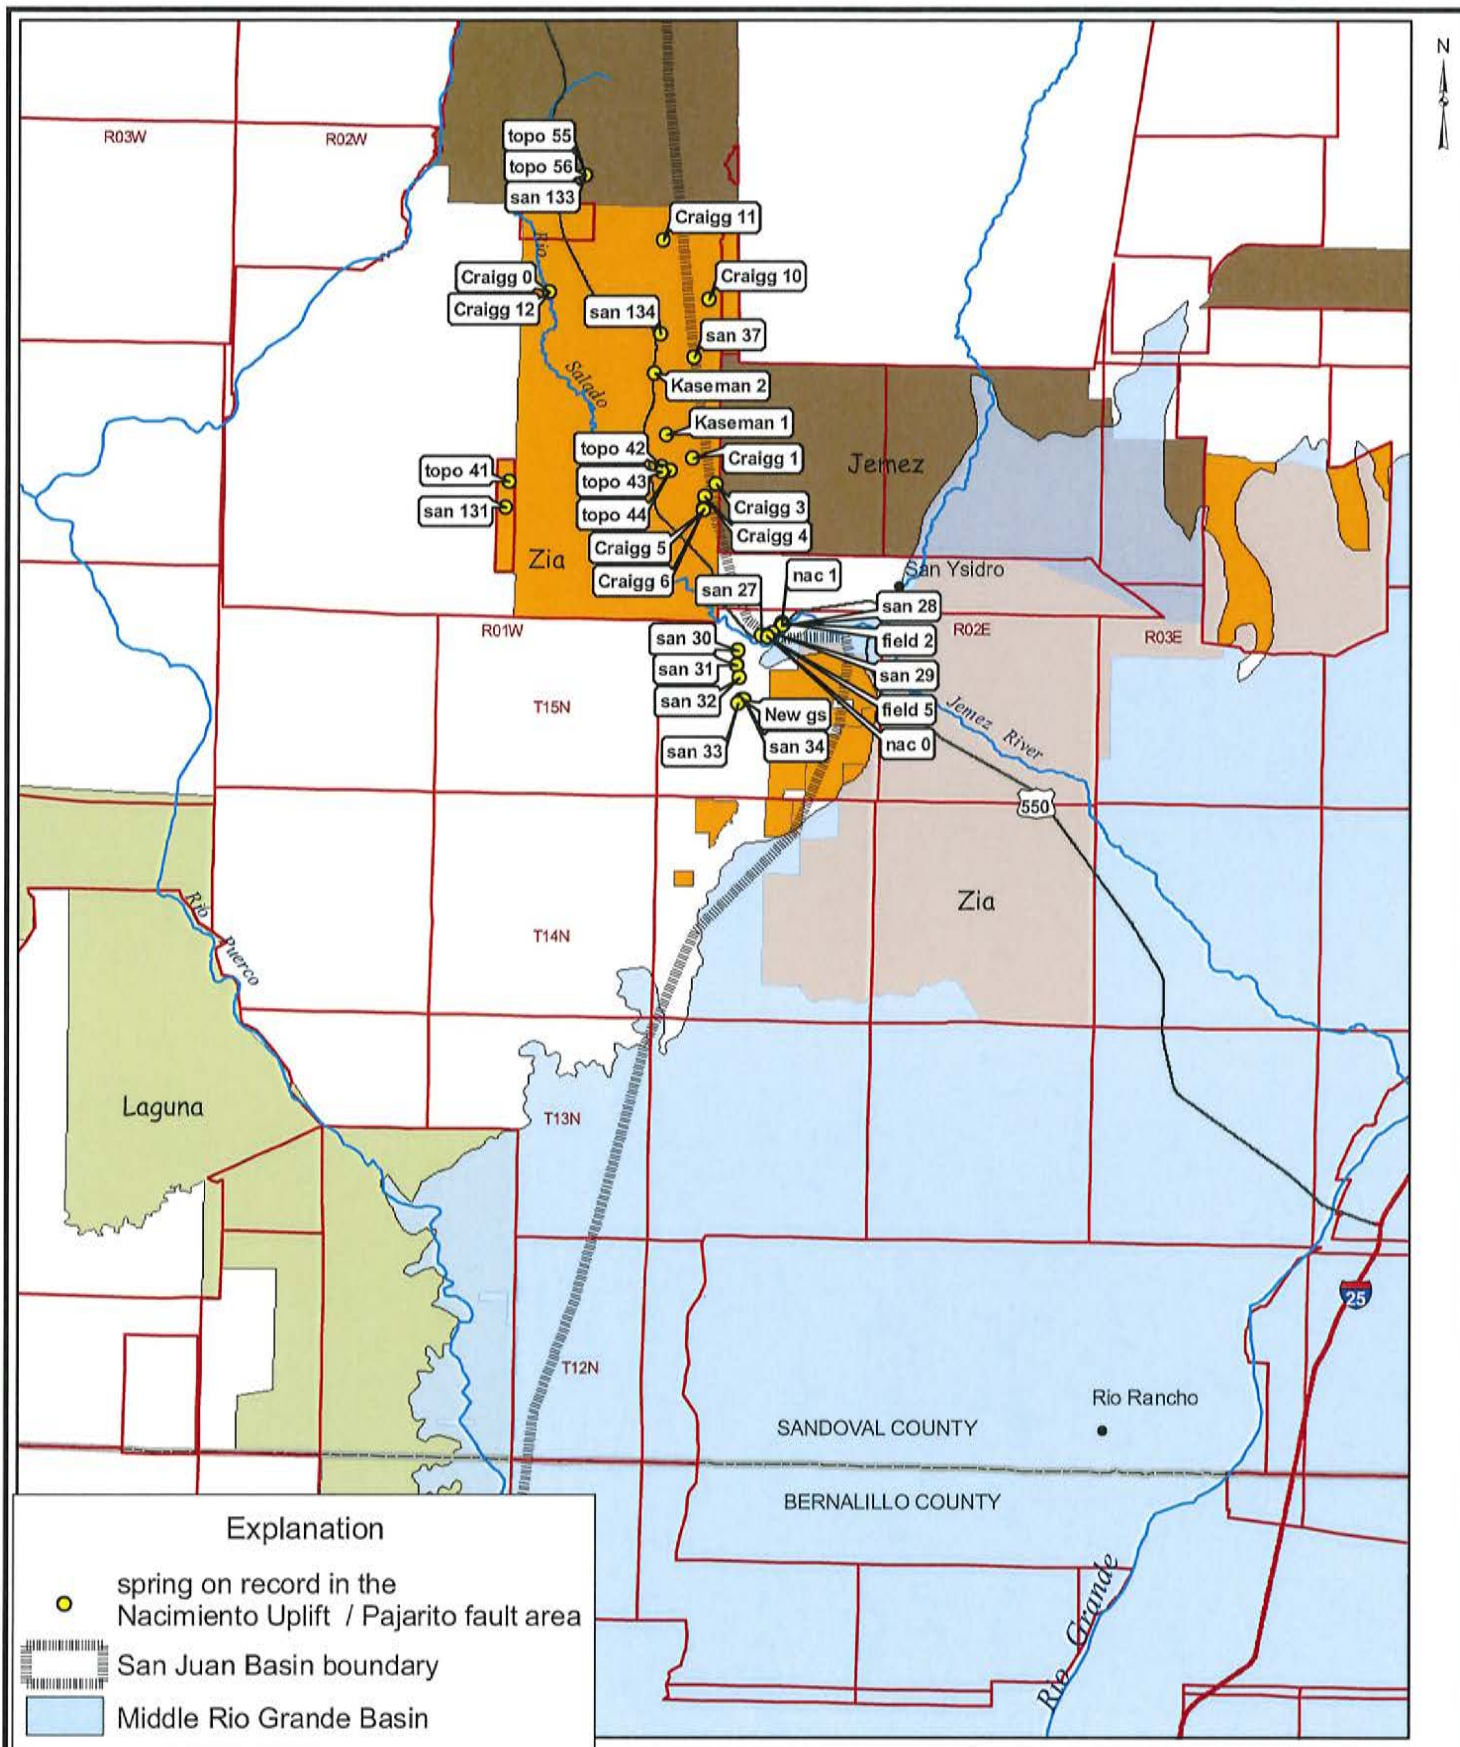 N
R03W
R02W
topo 55
topo 56
san 133
Craigg 11
Rio
Craigg 0
Craigg 10
Craigg 12
san 134
san 37
Salado
Kaseman 2
Kaseman 1
topo 42
Craigg 1
Jemez
topo 41
topo 43
san 131
topo 44
Craigg 3
Craigg 4
Craigg 5
Zia
Craigg 6
nac 1
San Ysidro
san 27
san 28
R01W
san 30
field 2
R02E
R03E
san 31
san 29
san 32
T15N
New gs
field 5
Jemez River
san 33
san 34
nac 0
550
Zia
Rio Puerco
T14N
Laguna
T13N
25
T12N
Rio Rancho
SANDOVAL COUNTY
BERNALILLO COUNTY
Rio Grande
Explanation
spring on record in the
Nacimiento Uplift / Pajarito fault area
San Juan Basin boundary
Middle Rio Grande Basin